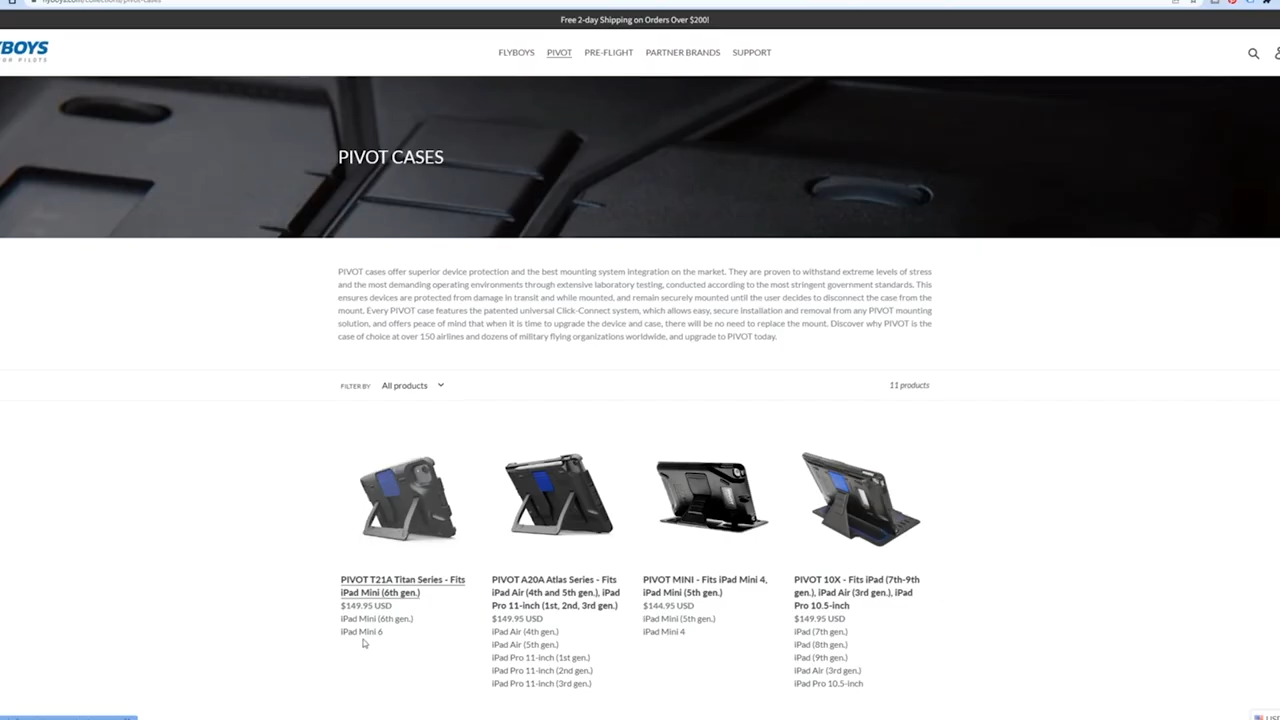 Free 2-day Shipping on Orders Over $200!
YBOYS
FLYBOYS PIVOT PRE-FLIGHT PARTNER BRANDS SUPPORT
PIVOT CASES
PIVOT cases offer superior device protection and the best mounting system integration on the market. They are proven to withstand extreme levels of stress
and the most demanding operating environments through extensive laboratory testing, conducted according to the most stringent government standards. This
ensures devices are protected from damage in transit and while mounted, and remain securely mounted until the user decides to disconnect the case from the
mount. Every PIVOT case features the patented universal Click-Connect system, which allows easy, secure installation and removal from any PIVOT mounting
solution, and offers peace of mind that when it is time to upgrade the device and case, there will be no need to replace the mount. Discover why PIVOT is the
case of choice at over 150 airlines and dozens of military flying organizations worldwide, and upgrade to PIVOT today.
FILTER BY All products 11 products
PIVOT T21A Titan Series - Fits
iPad Mini (6th gen.)
$149.95 USD
iPad Mini (6th gen.)
iPad Mini 6
PIVOT A20A Atlas Series - Fits
iPad Air (4th and 5th gen.), iPad
Pro 11-inch (1st, 2nd, 3rd gen.)
$149.95 USD
iPad Air (4th gen.)
iPad Air (5th gen.)
iPad Pro 11-inch (1st gen.)
iPad Pro 11-inch (2nd gen.)
iPad Pro 11-inch (3rd gen.)
PIVOT MINI - Fits iPad Mini 4,
iPad Mini (5th gen.)
$144.95 USD
iPad Mini (5th gen.)
iPad Mini 4
PIVOT 10X - Fits iPad (7th-9th
gen.), iPad Air (3rd gen.), iPad
Pro 10.5-inch
$149.95 USD
iPad (7th gen.)
iPad (8th gen.)
iPad (9th gen.)
iPad Air (3rd gen.)
iPad Pro 10.5-inch